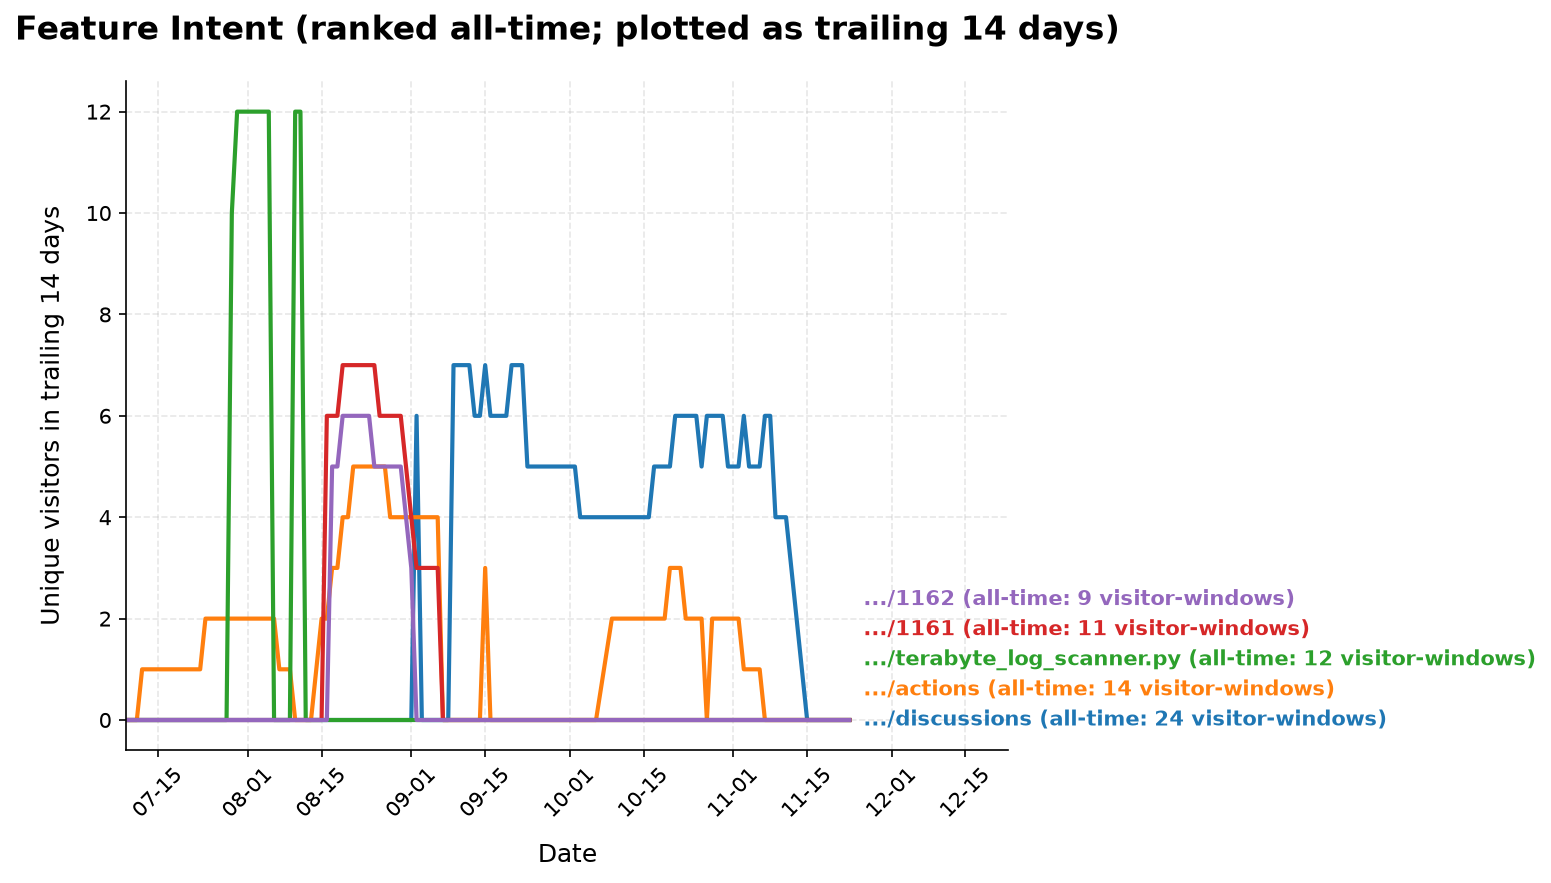 Feature Intent (ranked all-time; plotted as trailing 14 days)
Unique visitors in trailing 14 days
12
10
8
6
4
2
0
.../1162 (all-time: 9 visitor-windows)
.../1161 (all-time: 11 visitor-windows)
.../terabyte_log_scanner.py (all-time: 12 visitor-windows)
.../actions (all-time: 14 visitor-windows)
.../discussions (all-time: 24 visitor-windows)
07-15
08-01
08-15
09-01
09-15
10-01
10-15
11-01
11-15
12-01
12-15
Date